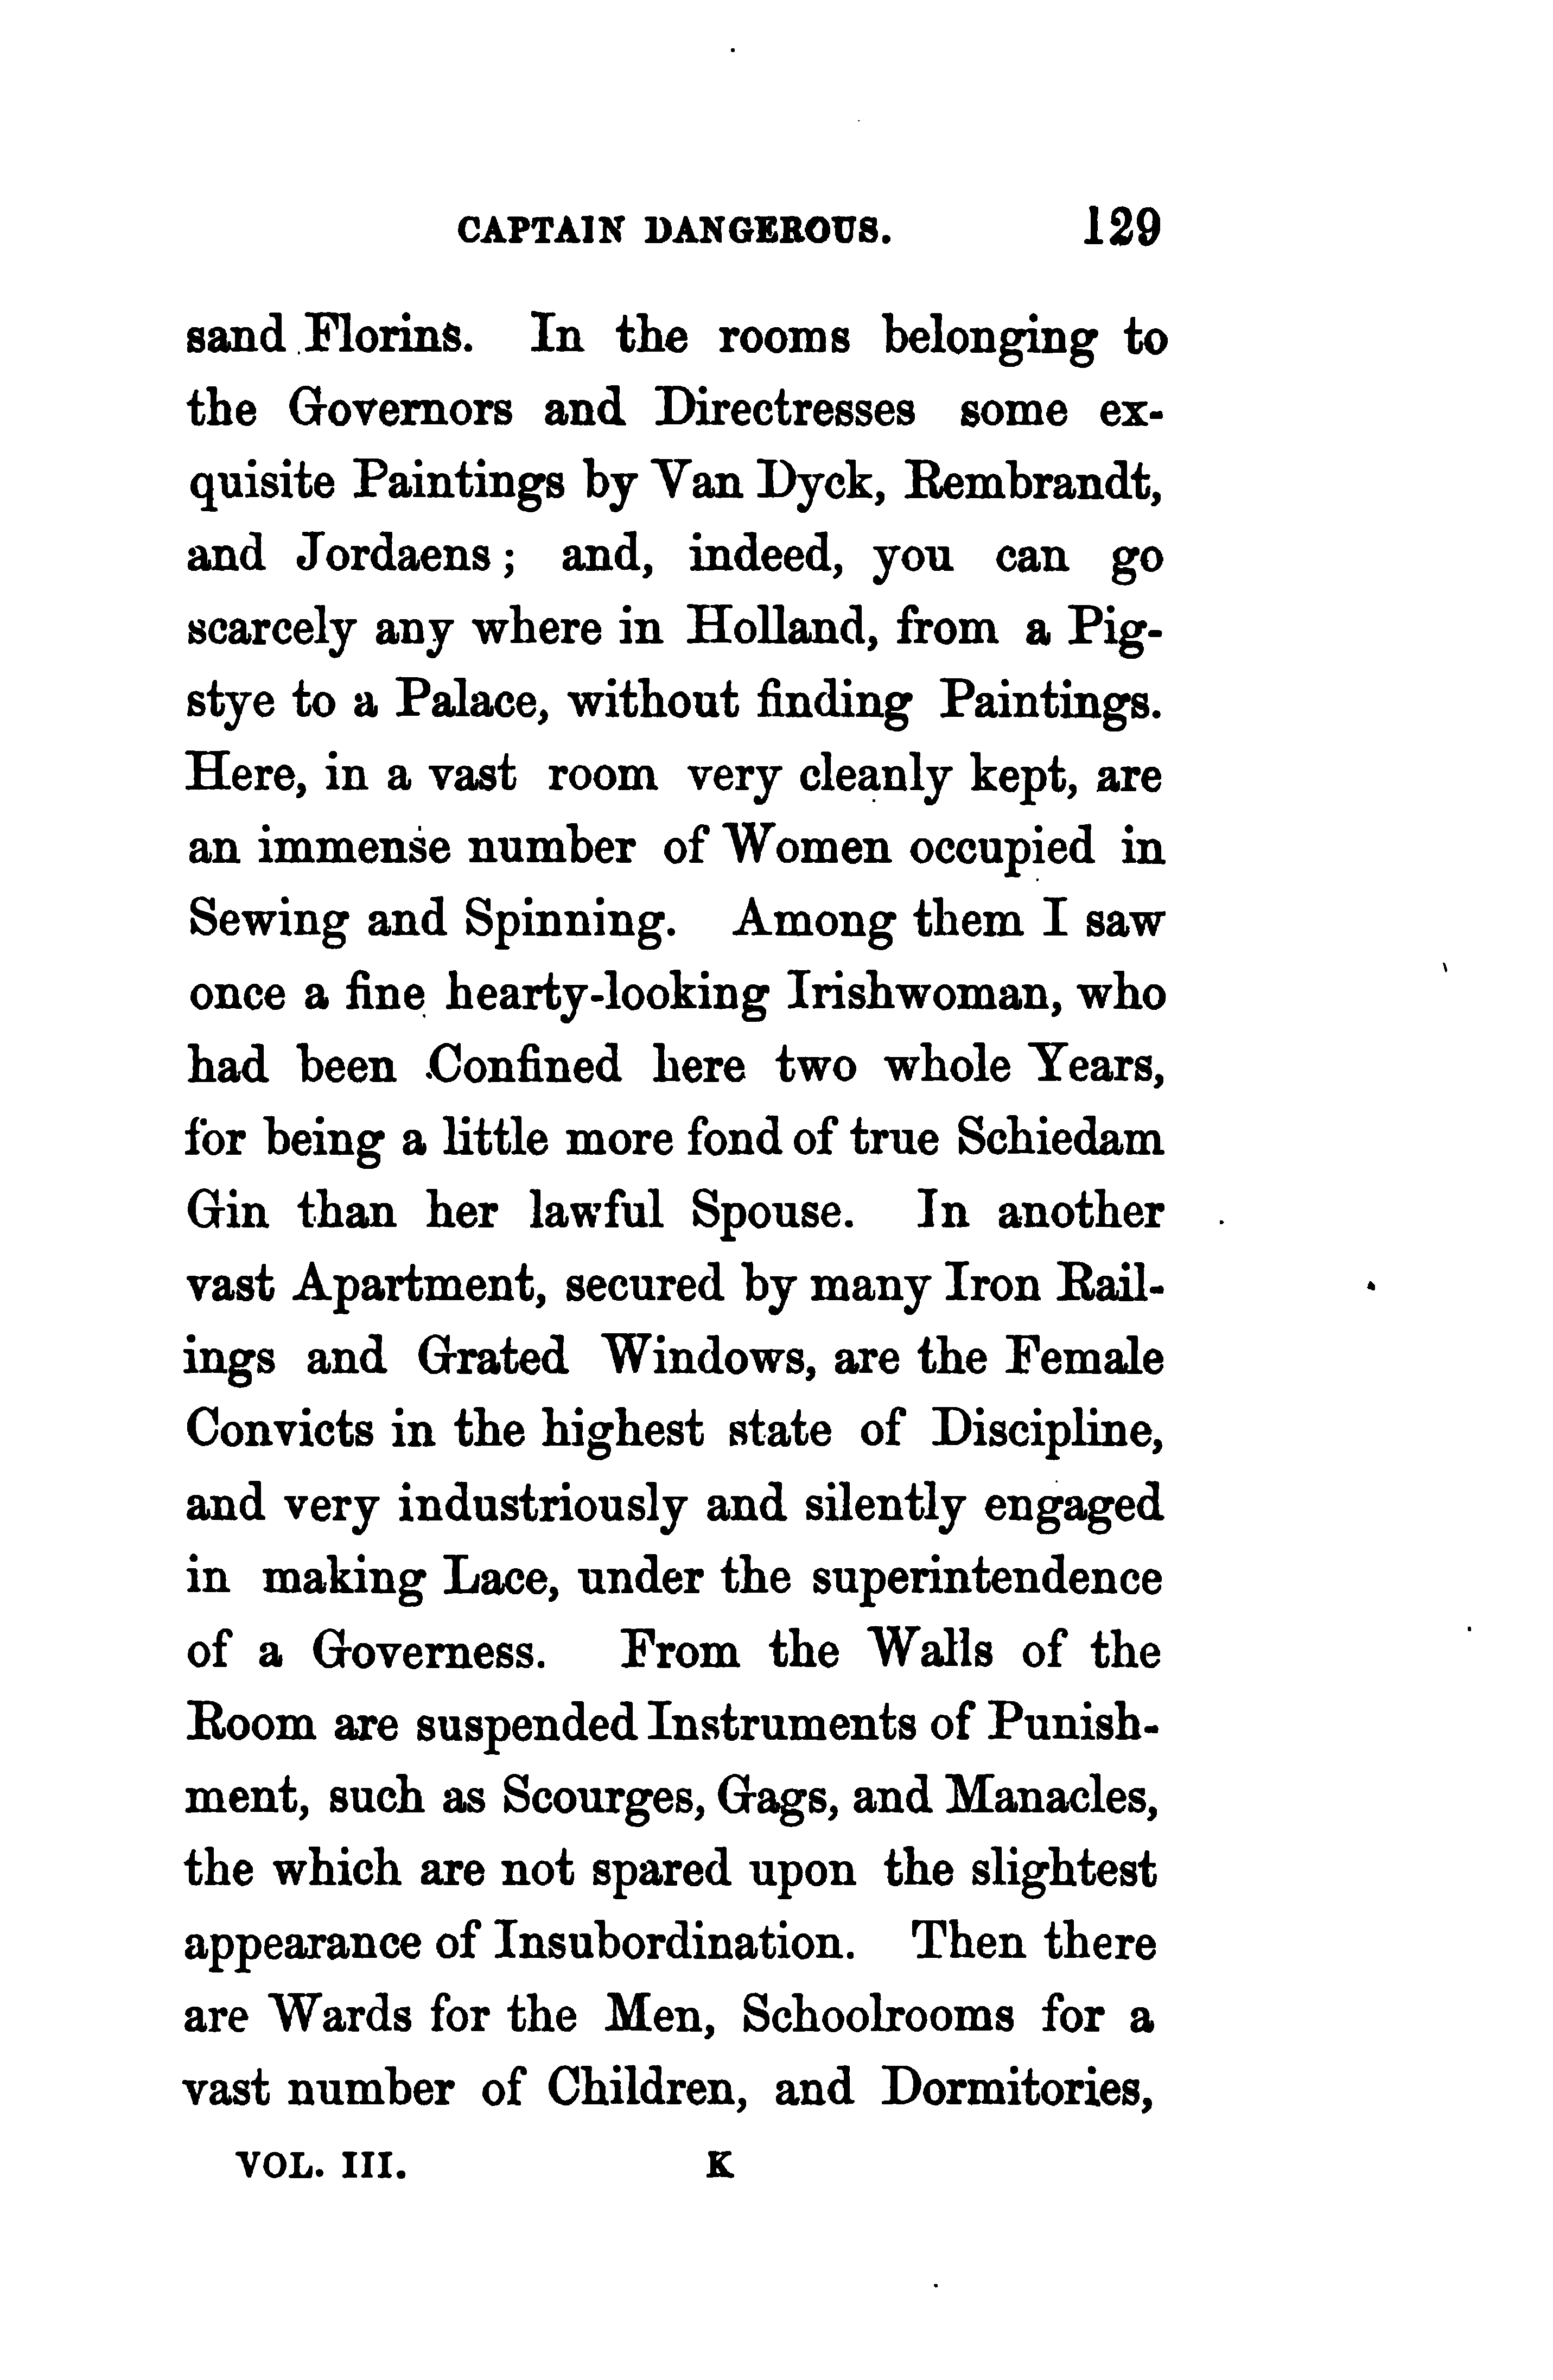 CAPTAIN DANGEROUS. 129
sand Florins. In the rooms belonging to
the Governors and Directresses some ex-
quisite Paintings by Van Dyck, Rembrandt,
and Jordaens; and, indeed, you can go
scarcely any where in Holland, from a Pig-
stye to a Palace, without finding Paintings.
Here, in a vast room very cleanly kept, are
an immense number of Women occupied in
Sewing and Spinning. Among them I saw
once a fine hearty-looking Irishwoman, who
had been Confined here two whole Years,
for being a little more fond of true Schiedam
Gin than her lawful Spouse. In another
vast Apartment, secured by many Iron Rail-
ings and Grated Windows, are the Female
Convicts in the highest state of Discipline,
and very industriously and silently engaged
in making Lace, under the superintendence
of a Governess. From the Walls of the
Room are suspended Instruments of Punish-
ment, such as Scourges, Gags, and Manacles,
the which are not spared upon the slightest
appearance of Insubordination. Then there
are Wards for the Men, Schoolrooms for a
vast number of Children, and Dormitories,
VOL. III. K